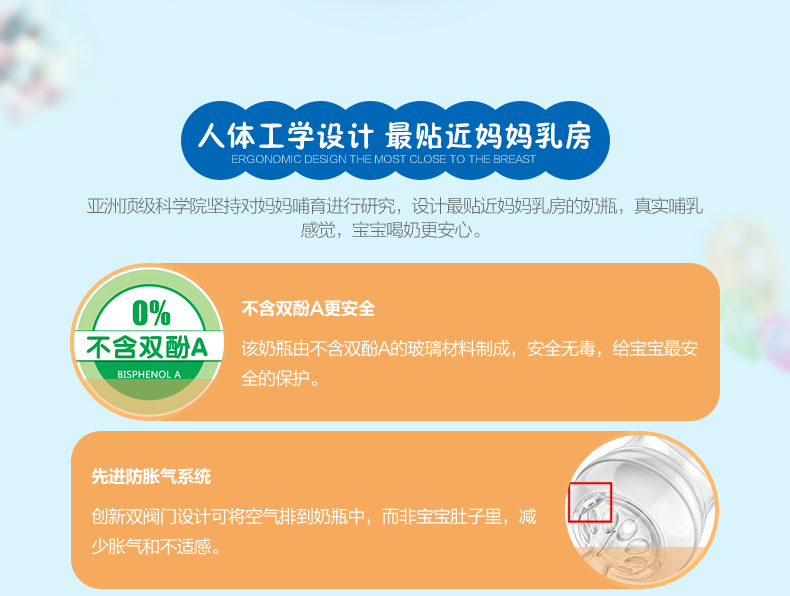 人体工学设计 最贴近妈妈乳房
ERGONOMIC DESIGN THE MOST CLOSE TO THE BREAST
亚洲顶级科学院坚持对妈妈哺育进行研究，设计最贴近妈妈乳房的奶瓶，真实哺乳
感觉，宝宝喝奶更安心。
0%
不含双酚A
BISPHENOL A
不含双酚A更安全
该奶瓶由不含双酚A的玻璃材料制成，安全无毒，给宝宝最安
全的保护。
先进防胀气系统
创新双阀门设计可将空气排到奶瓶中，而非宝宝肚子里，减
少胀气和不适感。